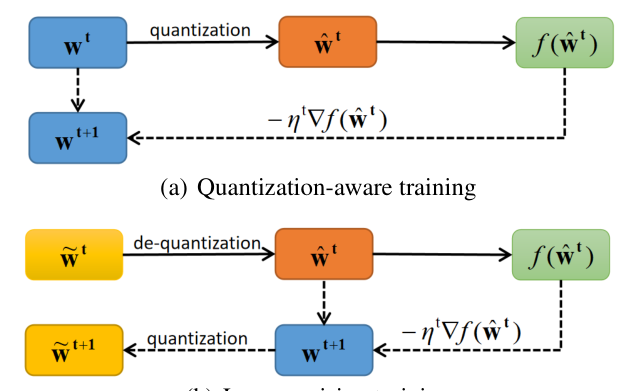 w^t quantization ŵ^t f(ŵ^t)
w^{t+1} −η^t∇f(ŵ^t)
(a) Quantization-aware training
w̃^t de-quantization ŵ^t f(ŵ^t)
w̃^{t+1} quantization w^{t+1} −η^t∇f(ŵ^t)